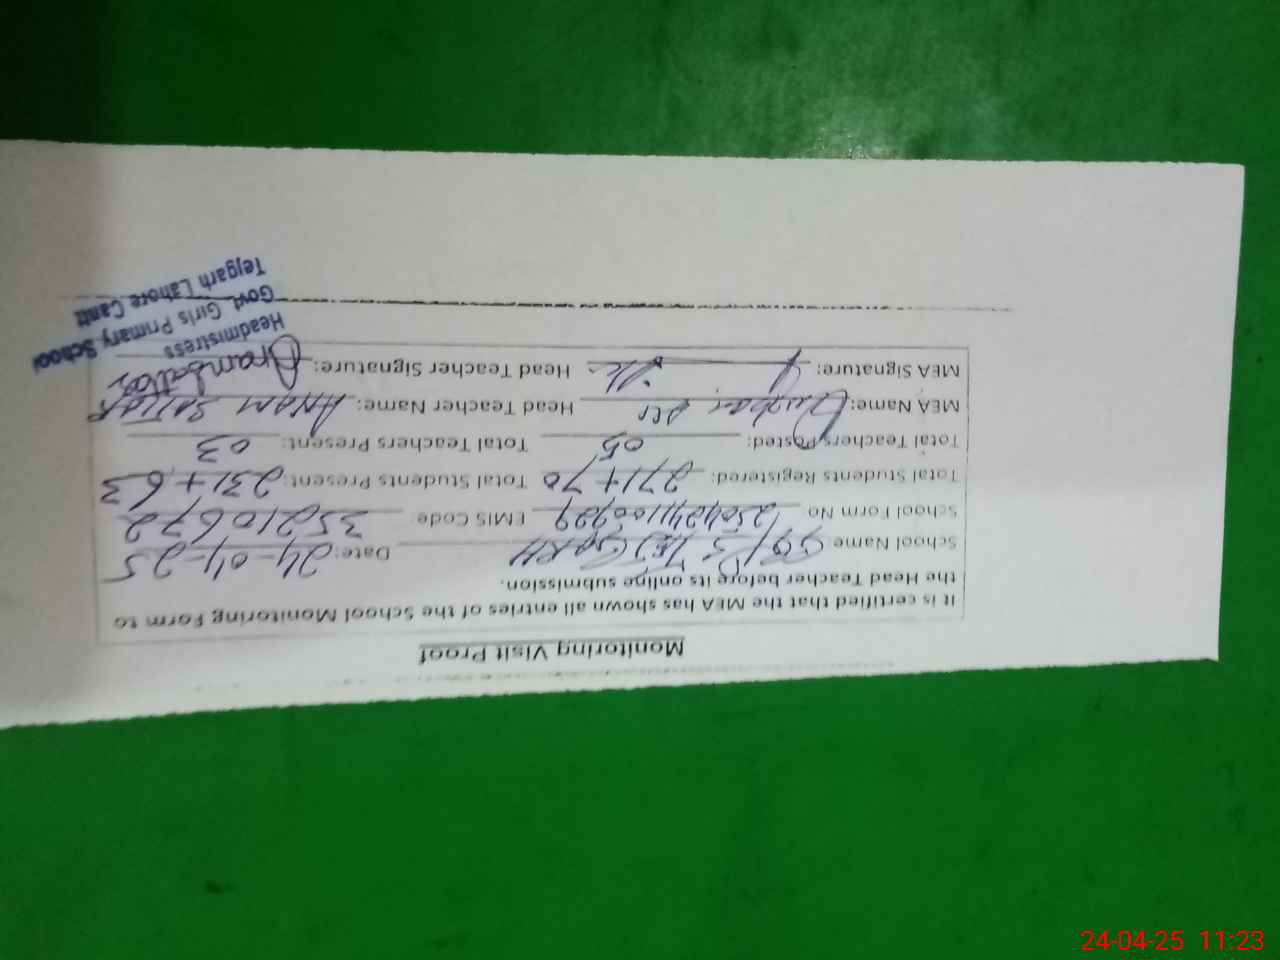 Monitoring Visit Proof
It is certified that the MEA has shown all entries of the School Monitoring Form to
the Head Teacher before its online submission.
School Name GGPS TEJGARH Date: 24-04-25
School Form No EMIS Code 35210672
Total Students Registered: 271+70 Total Students Present: 231+63
Total Teachers Posted: 05 Total Teachers Present: 03
MEA Name: Head Teacher Name: ANAM SATTAR
MEA Signature: Head Teacher Signature:
Headmistress
Govt. Girls Primary School
Tejgarh Lahore Cantt
24-04-25 11:23